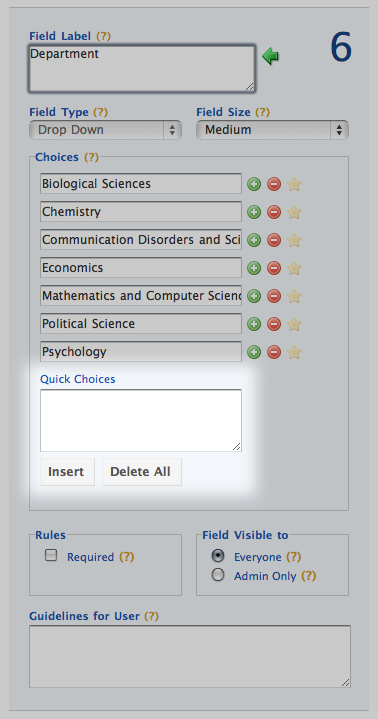 Field Label (?)
6
Department
Field Type (?) Field Size (?)
Drop Down Medium
Choices (?)
Biological Sciences
Chemistry
Communication Disorders and Sci
Economics
Mathematics and Computer Scienc
Political Science
Psychology
Quick Choices
Insert Delete All
Rules Field Visible to
Required (?) Everyone (?)
Admin Only (?)
Guidelines for User (?)